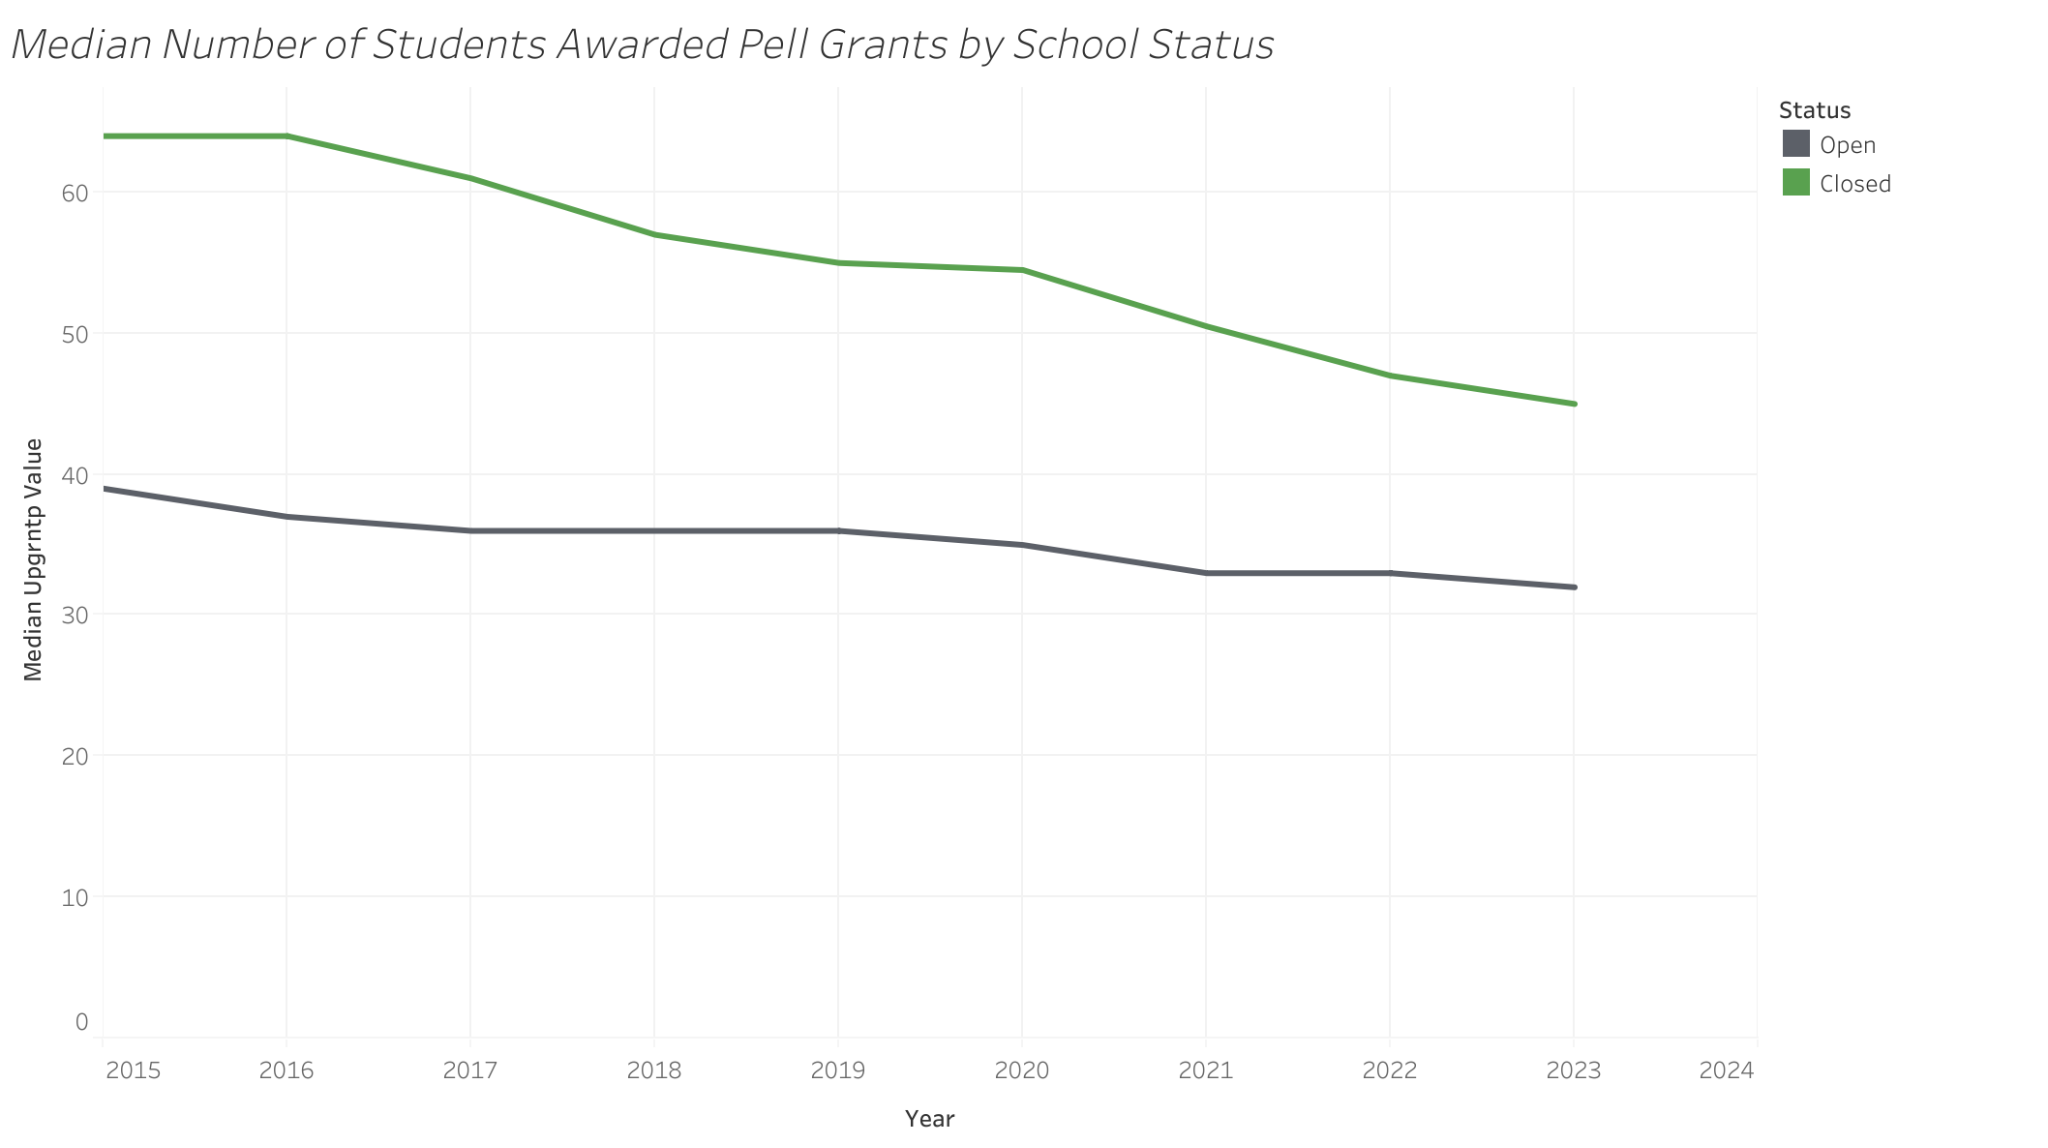 Median Number of Students Awarded Pell Grants by School Status
Status
Open
Closed
60
50
40
30
20
10
0
Median Upgrntp Value
2015 2016 2017 2018 2019 2020 2021 2022 2023 2024
Year